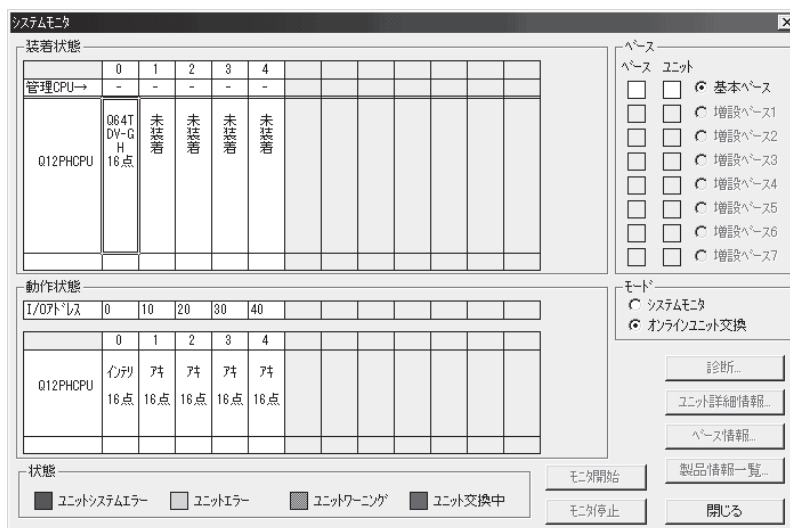 システムモニタ
装着状態
0 1 2 3 4
管理CPU→ - - - - -
Q12PHCPU
Q64T
DV-G
H
16点
未装着
未装着
未装着
未装着
動作状態
I/Oアドレス 0 10 20 30 40
0 1 2 3 4
Q12PHCPU
インテリ アキ アキ アキ アキ
16点 16点 16点 16点 16点
状態
ユニットシステムエラー ユニットエラー ユニットワーニング ユニット交換中
モニタ開始
モニタ停止
ベース
ベース ユニット
基本ベース
増設ベース1
増設ベース2
増設ベース3
増設ベース4
増設ベース5
増設ベース6
増設ベース7
モード
システムモニタ
オンラインユニット交換
診断...
ユニット詳細情報...
ベース情報...
製品情報一覧...
閉じる